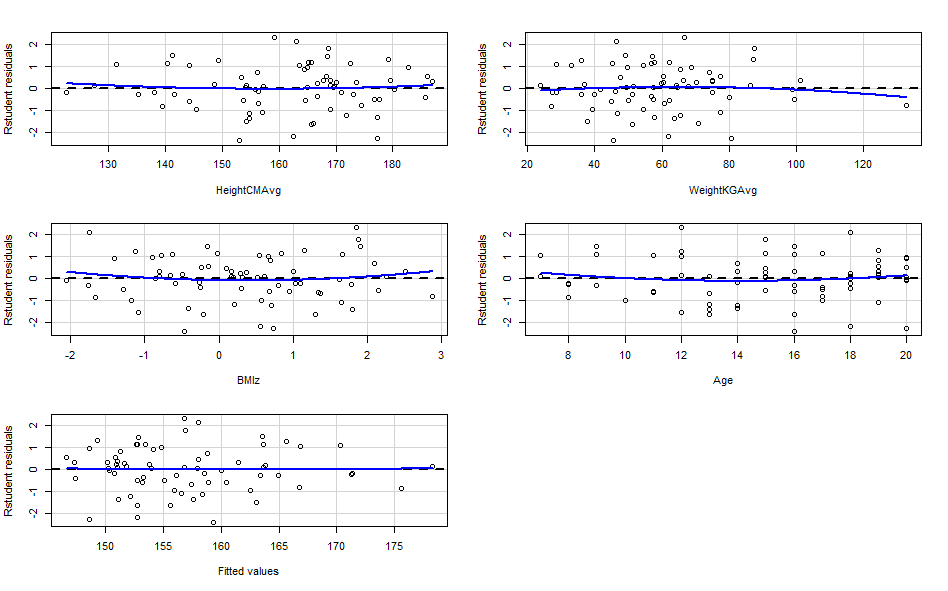 Rstudent residuals
-2 -1 0 1 2
130 140 150 160 170 180
HeightCMAvg
Rstudent residuals
-2 -1 0 1 2
20 40 60 80 100 120
WeightKGAvg
Rstudent residuals
-2 -1 0 1 2
-2 -1 0 1 2 3
BMIz
Rstudent residuals
-2 -1 0 1 2
8 10 12 14 16 18 20
Age
Rstudent residuals
-2 -1 0 1 2
150 155 160 165 170 175
Fitted values